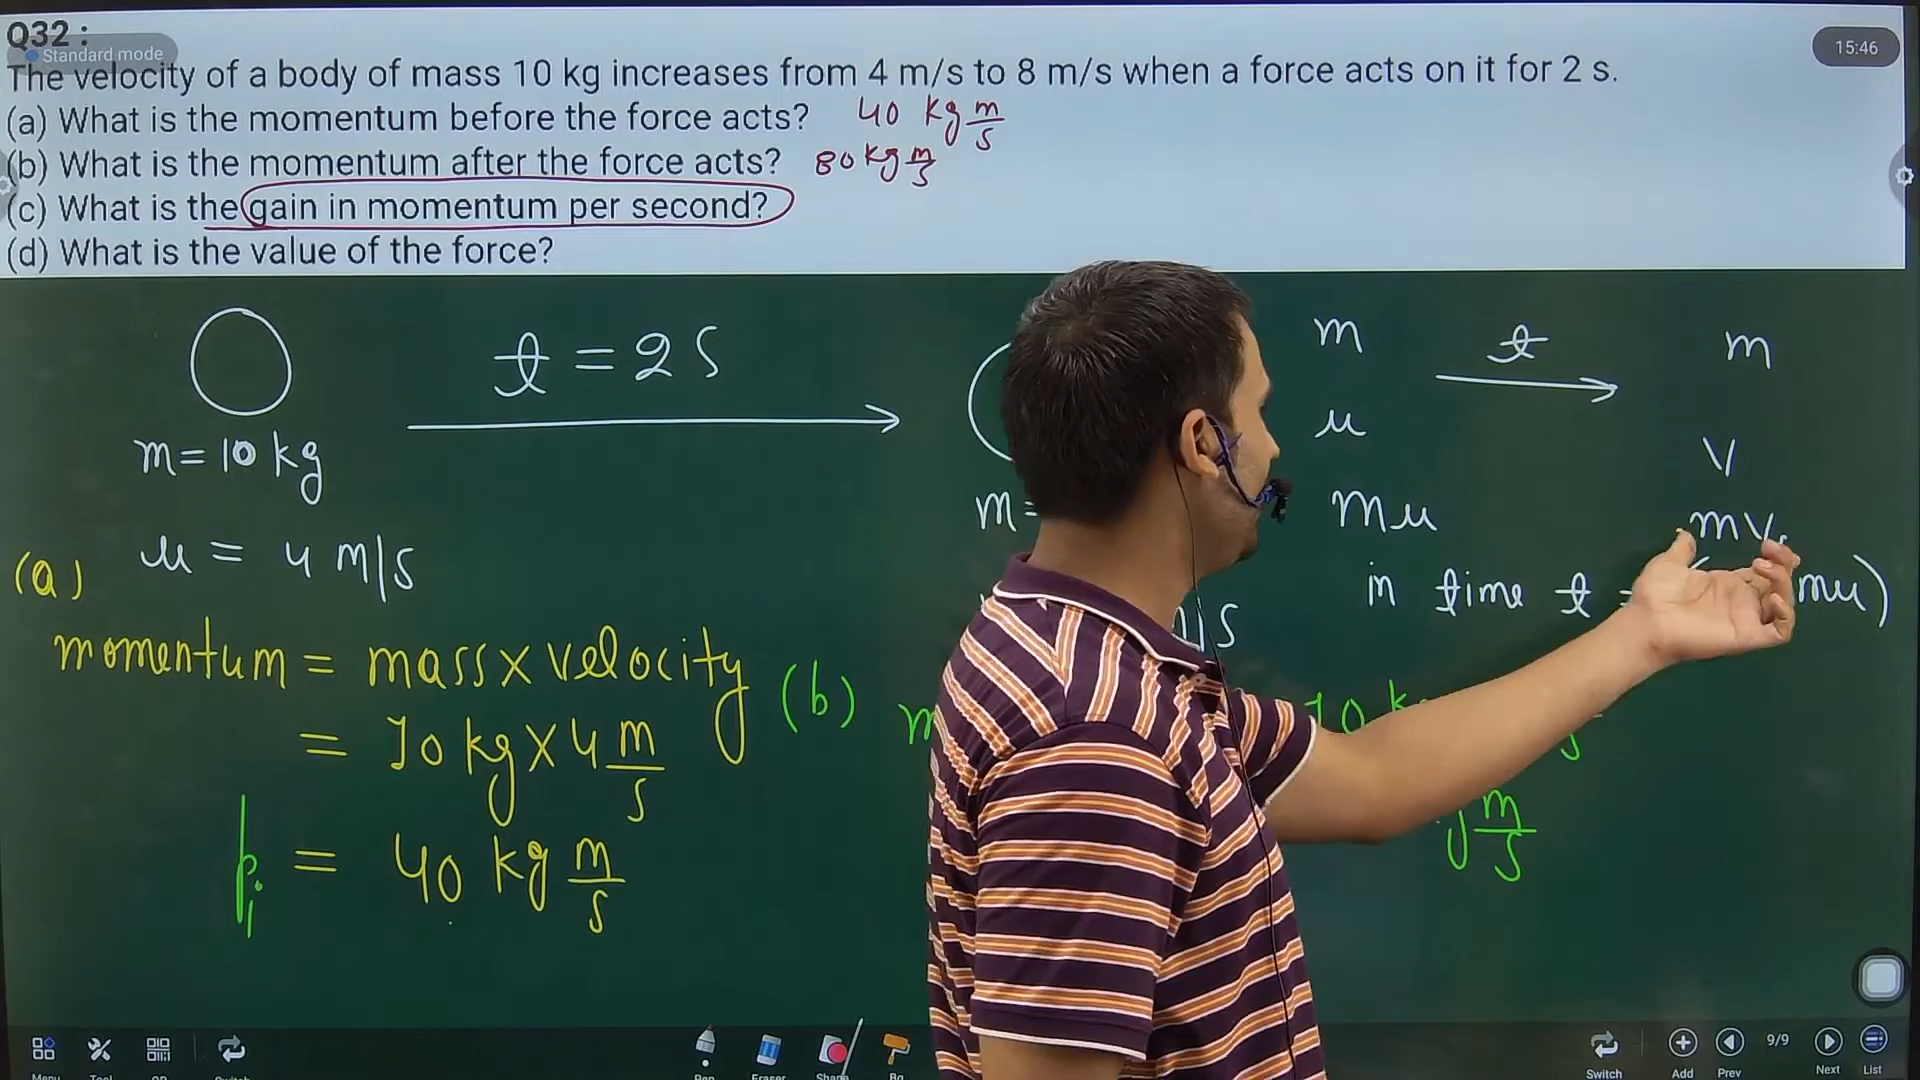 Q32 :
Standard mode
15:46
The velocity of a body of mass 10 kg increases from 4 m/s to 8 m/s when a force acts on it for 2 s.
(a) What is the momentum before the force acts? 40 kg m/s
(b) What is the momentum after the force acts? 80 kg m/s
(c) What is the gain in momentum per second?
(d) What is the value of the force?
t = 2 s
m t m
m = 10 kg
u v
m = mu mv
u = 4 m/s
in time t mu)
(a)
/s
momentum = mass x velocity
(b) 10
= 10 kg x 4 m/s
m/s
p₁ = 40 kg m/s
9/9
Menu Tool Pen Eraser Bg Switch Add Prev Next List